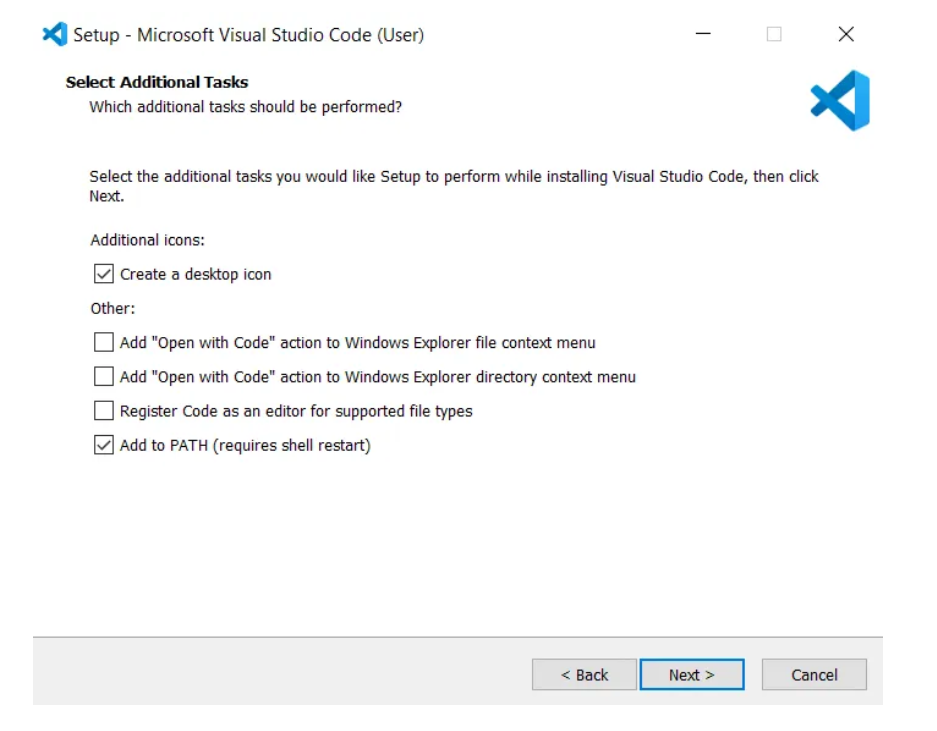 Setup - Microsoft Visual Studio Code (User)
Select Additional Tasks
Which additional tasks should be performed?
Select the additional tasks you would like Setup to perform while installing Visual Studio Code, then click
Next.
Additional icons:
Create a desktop icon
Other:
Add "Open with Code" action to Windows Explorer file context menu
Add "Open with Code" action to Windows Explorer directory context menu
Register Code as an editor for supported file types
Add to PATH (requires shell restart)
< Back
Next >
Cancel